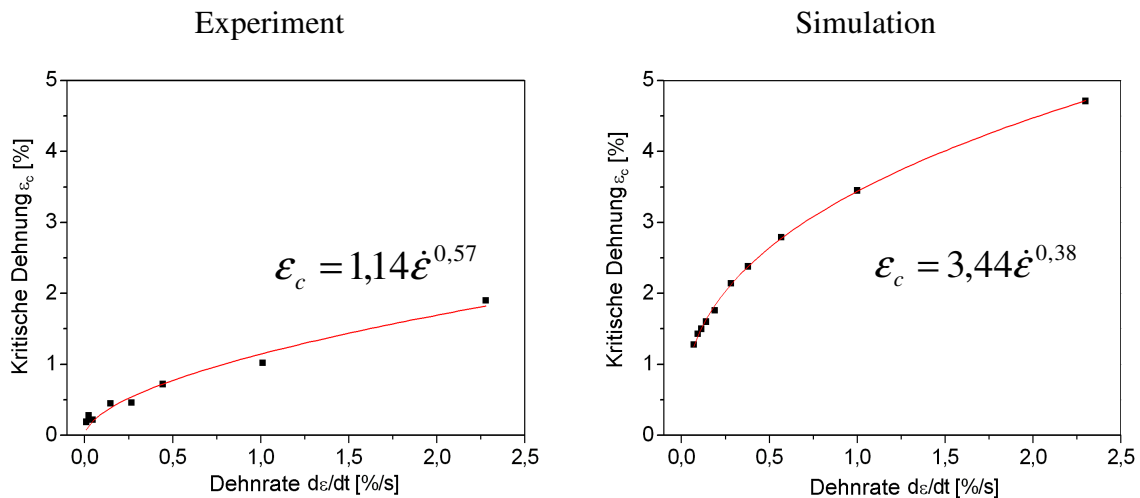 Experiment
5
4
3
2
1
0
0,0 0,5 1,0 1,5 2,0 2,5
Kritische Dehnung ε_c [%]
Dehnrate dε/dt [%/s]
ε_c = 1,14ε̇^0,57
Simulation
5
4
3
2
1
0
0,0 0,5 1,0 1,5 2,0 2,5
Kritische Dehnung ε_c [%]
Dehnrate dε/dt [%/s]
ε_c = 3,44ε̇^0,38